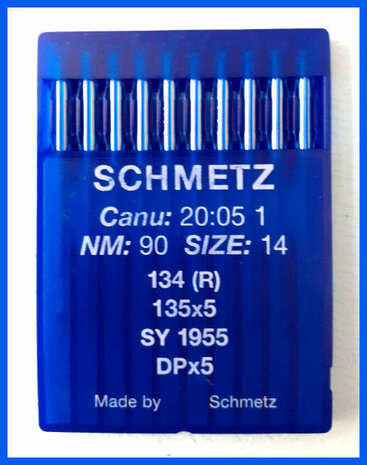 SCHMETZ
Canu: 20:05 1
NM: 90 SIZE: 14
134 (R)
135x5
SY 1955
DPx5
Made by Schmetz